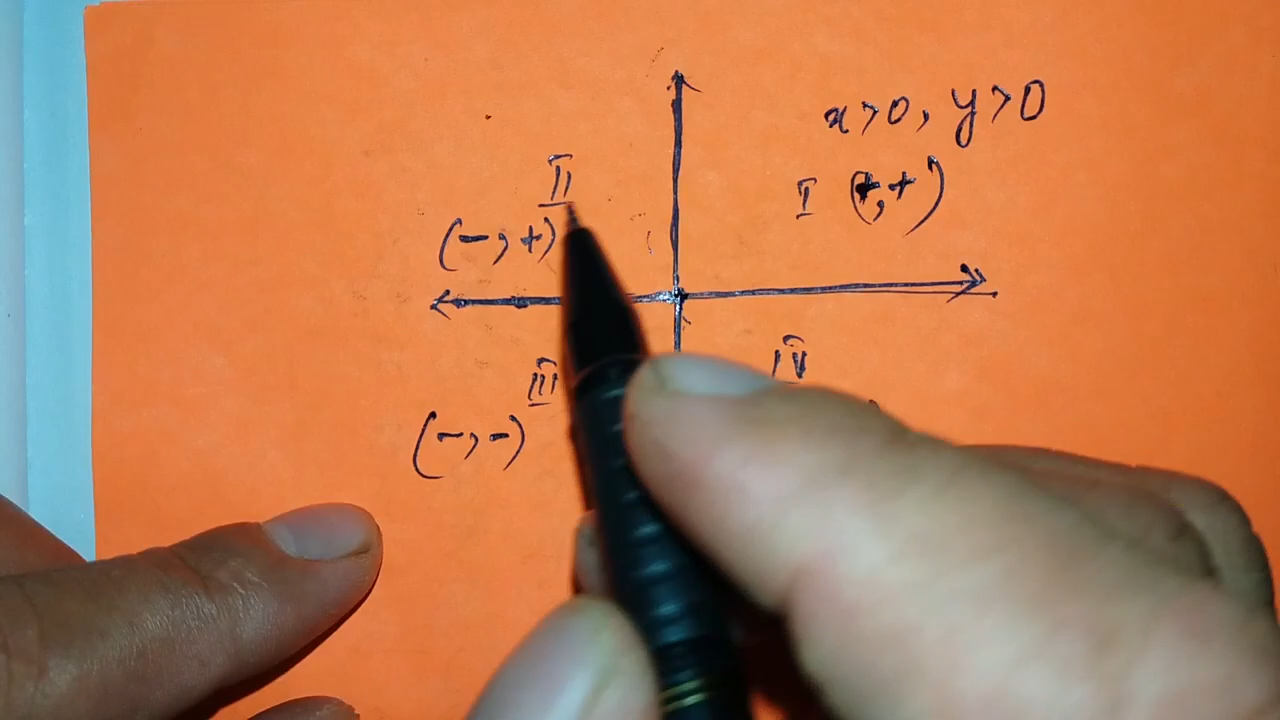 x>0, y>0
II
I (+,+)
(-,+)
IV
III
(-,-)